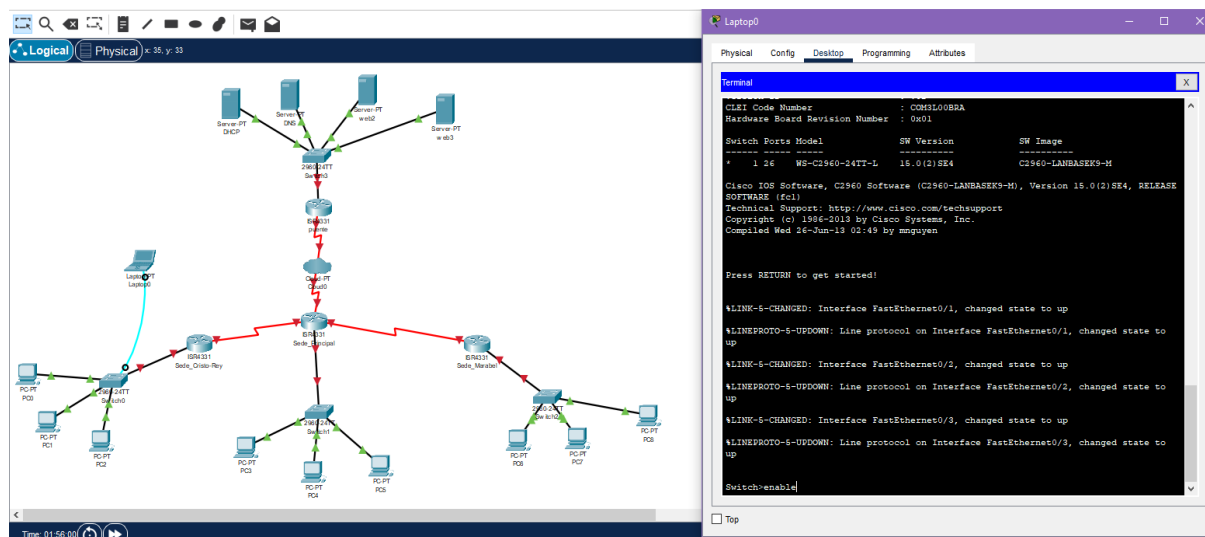 Logical
Physical
x: 35, y: 33
Server-PT
DHCP
Server-PT
DNS
Server-PT
web2
Server-PT
web3
2960-24TT
Switch3
ISR4331
puente
Cloud-PT
Cloud0
Laptop-PT
Laptop0
ISR4331
Sede_Cristo-Rey
ISR4331
Sede_Principal
ISR4331
Sede_Marabel
PC-PT
PC0
2960-24TT
Switch0
PC-PT
PC1
PC-PT
PC2
2960-24TT
Switch1
PC-PT
PC3
PC-PT
PC4
PC-PT
PC5
2960-24TT
Switch2
PC-PT
PC6
PC-PT
PC7
PC-PT
PC8
Time: 01:56:00
Laptop0
Physical Config Desktop Programming Attributes
Terminal
X
CLEI Code Number : COM3L00BRA
Hardware Board Revision Number : 0x01
Switch Ports Model SW Version SW Image
------ ----- ----- ---------- ----------
* 1 26 WS-C2960-24TT-L 15.0(2)SE4 C2960-LANBASEK9-M
Cisco IOS Software, C2960 Software (C2960-LANBASEK9-M), Version 15.0(2)SE4, RELEASE
SOFTWARE (fc1)
Technical Support: http://www.cisco.com/techsupport
Copyright (c) 1986-2013 by Cisco Systems, Inc.
Compiled Wed 26-Jun-13 02:49 by mnguyen
Press RETURN to get started!
%LINK-5-CHANGED: Interface FastEthernet0/1, changed state to up
%LINEPROTO-5-UPDOWN: Line protocol on Interface FastEthernet0/1, changed state to
up
%LINK-5-CHANGED: Interface FastEthernet0/2, changed state to up
%LINEPROTO-5-UPDOWN: Line protocol on Interface FastEthernet0/2, changed state to
up
%LINK-5-CHANGED: Interface FastEthernet0/3, changed state to up
%LINEPROTO-5-UPDOWN: Line protocol on Interface FastEthernet0/3, changed state to
up
Switch>enable
Top